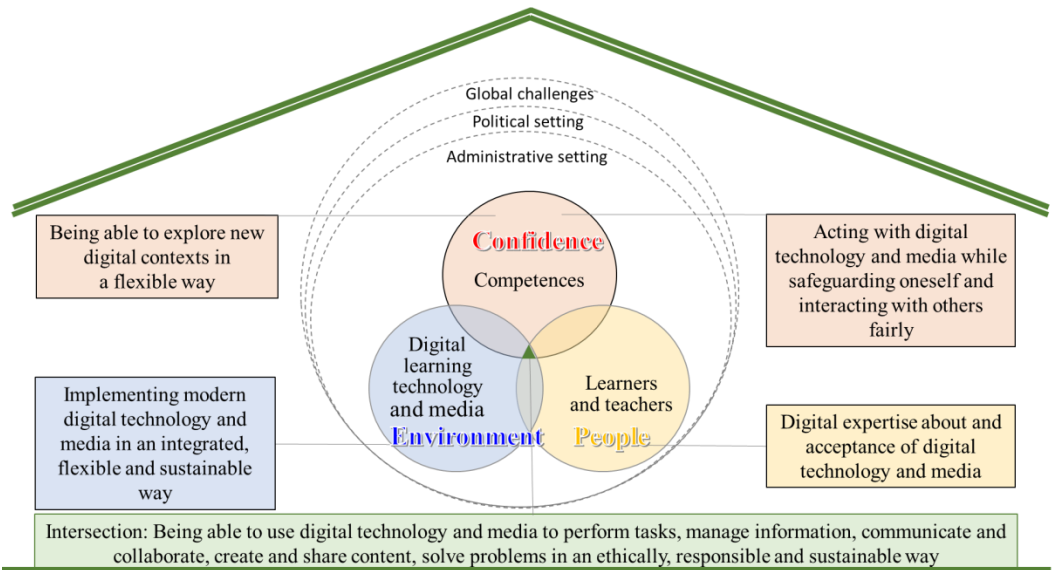 Global challenges
Political setting
Administrative setting
Being able to explore new
digital contexts in
a flexible way
Confidence
Competences
Acting with digital
technology and media while
safeguarding oneself and
interacting with others
fairly
Digital
learning
technology
and media
Environment
Learners
and teachers
People
Implementing modern
digital technology and
media in an integrated,
flexible and sustainable
way
Digital expertise about and
acceptance of digital
technology and media
Intersection: Being able to use digital technology and media to perform tasks, manage information, communicate and
collaborate, create and share content, solve problems in an ethically, responsible and sustainable way